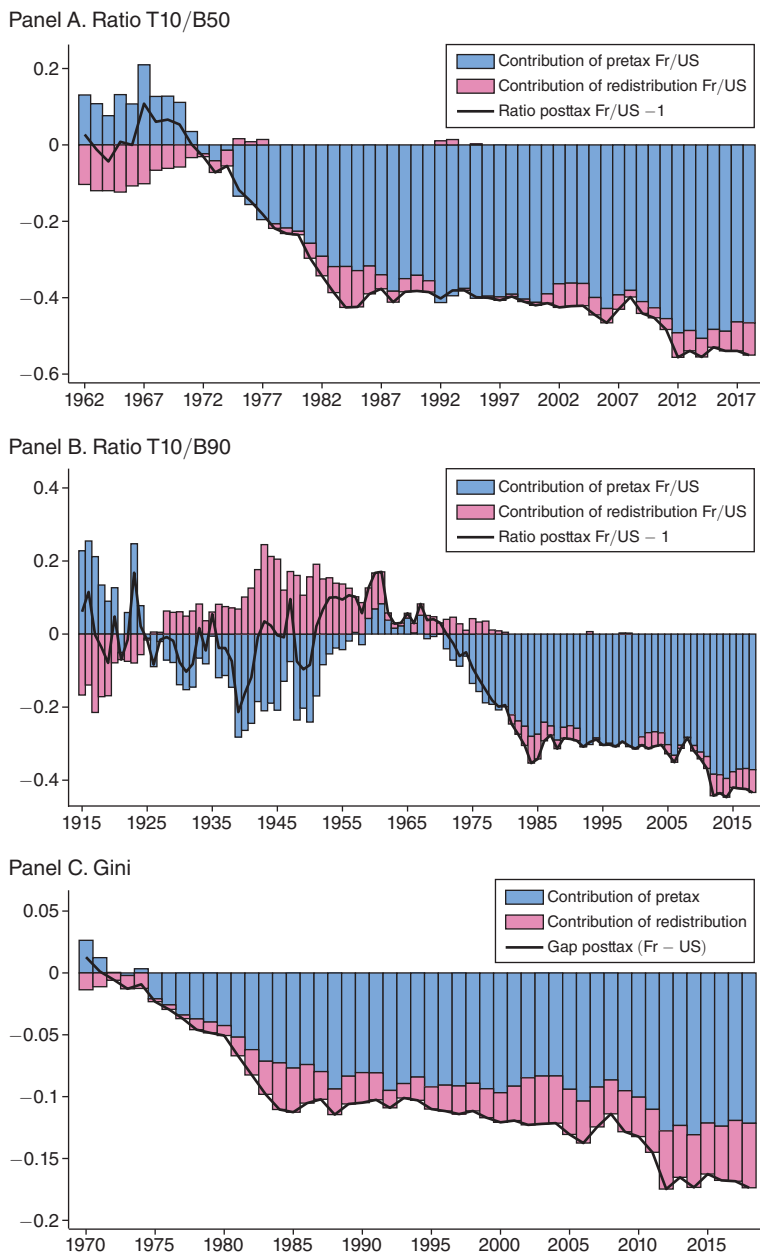 Panel A. Ratio T10/B50
0.2
0
−0.2
−0.4
−0.6
Contribution of pretax Fr/US
Contribution of redistribution Fr/US
Ratio posttax Fr/US −1
1962 1967 1972 1977 1982 1987 1992 1997 2002 2007 2012 2017
Panel B. Ratio T10/B90
0.4
0.2
0
−0.2
−0.4
Contribution of pretax Fr/US
Contribution of redistribution Fr/US
Ratio posttax Fr/US − 1
1915 1925 1935 1945 1955 1965 1975 1985 1995 2005 2015
Panel C. Gini
0.05
0
−0.05
−0.1
−0.15
−0.2
Contribution of pretax
Contribution of redistribution
Gap posttax (Fr − US)
1970 1975 1980 1985 1990 1995 2000 2005 2010 2015